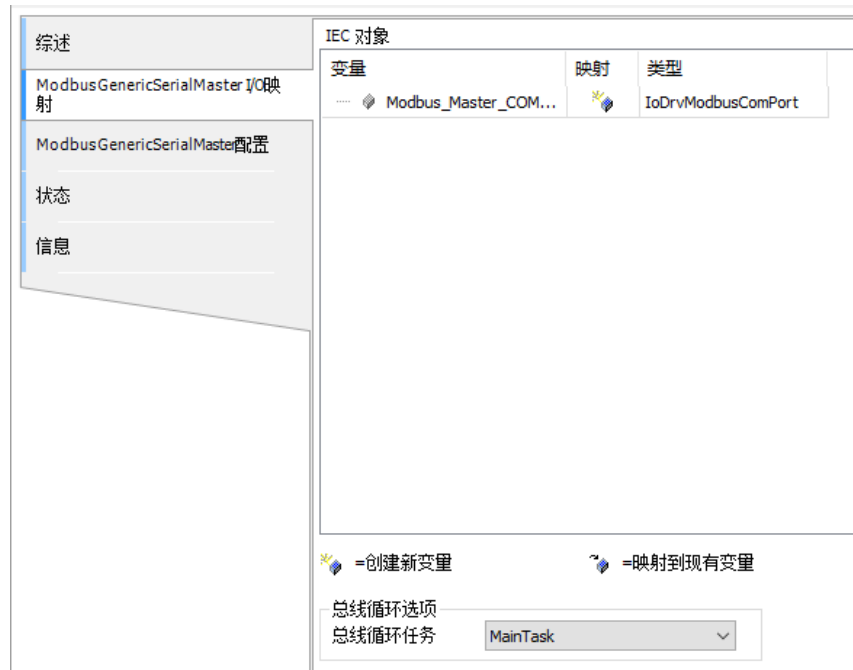 综述
ModbusGenericSerialMaster I/O映
射
ModbusGenericSerialMaster配置
状态
信息
IEC 对象
变量 映射 类型
Modbus_Master_COM... IoDrvModbusComPort
=创建新变量 =映射到现有变量
总线循环选项
总线循环任务 MainTask